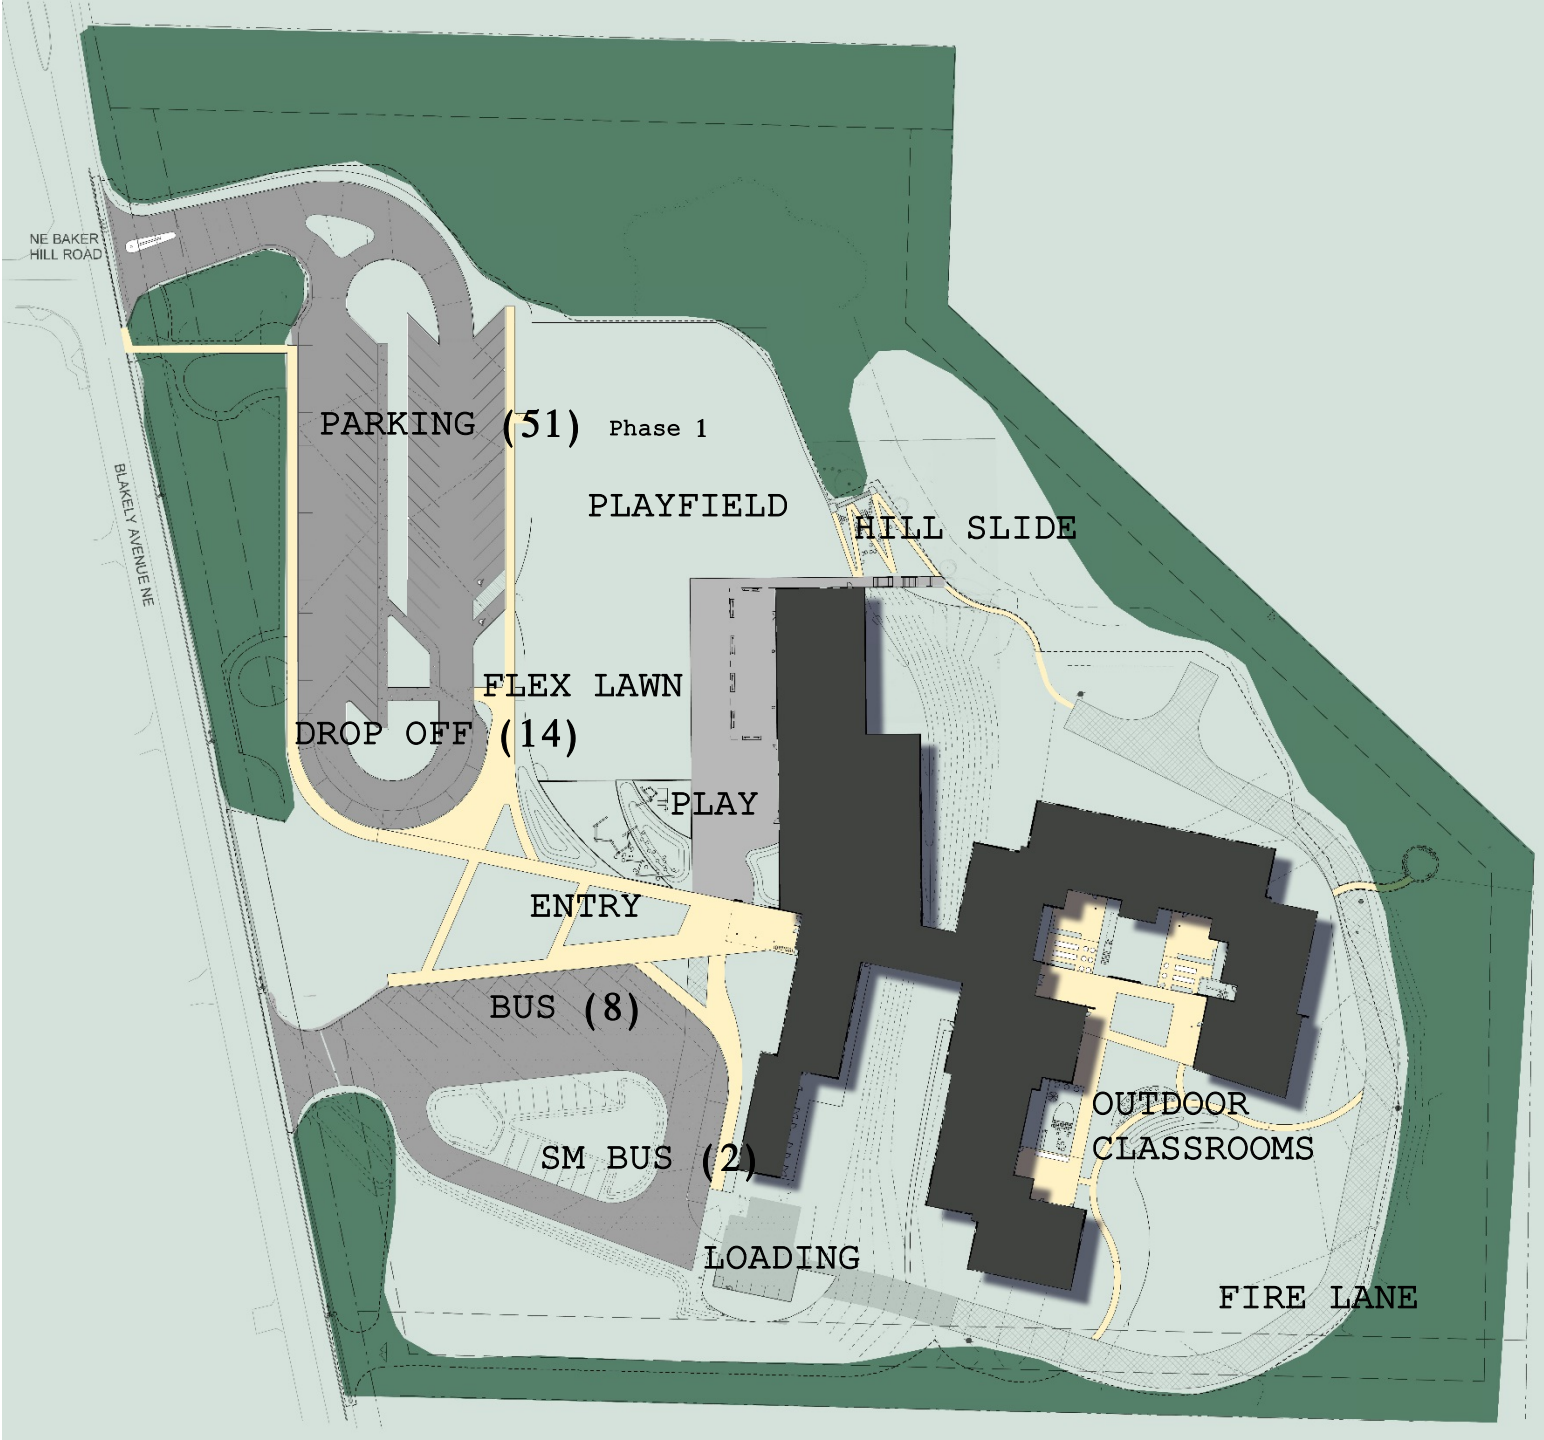 NE BAKER
HILL ROAD
PARKING (51) Phase 1
BLAKELY AVENUE NE
PLAYFIELD
HILL SLIDE
FLEX LAWN
DROP OFF (14)
PLAY
ENTRY
BUS (8)
OUTDOOR
CLASSROOMS
SM BUS (2)
LOADING
FIRE LANE